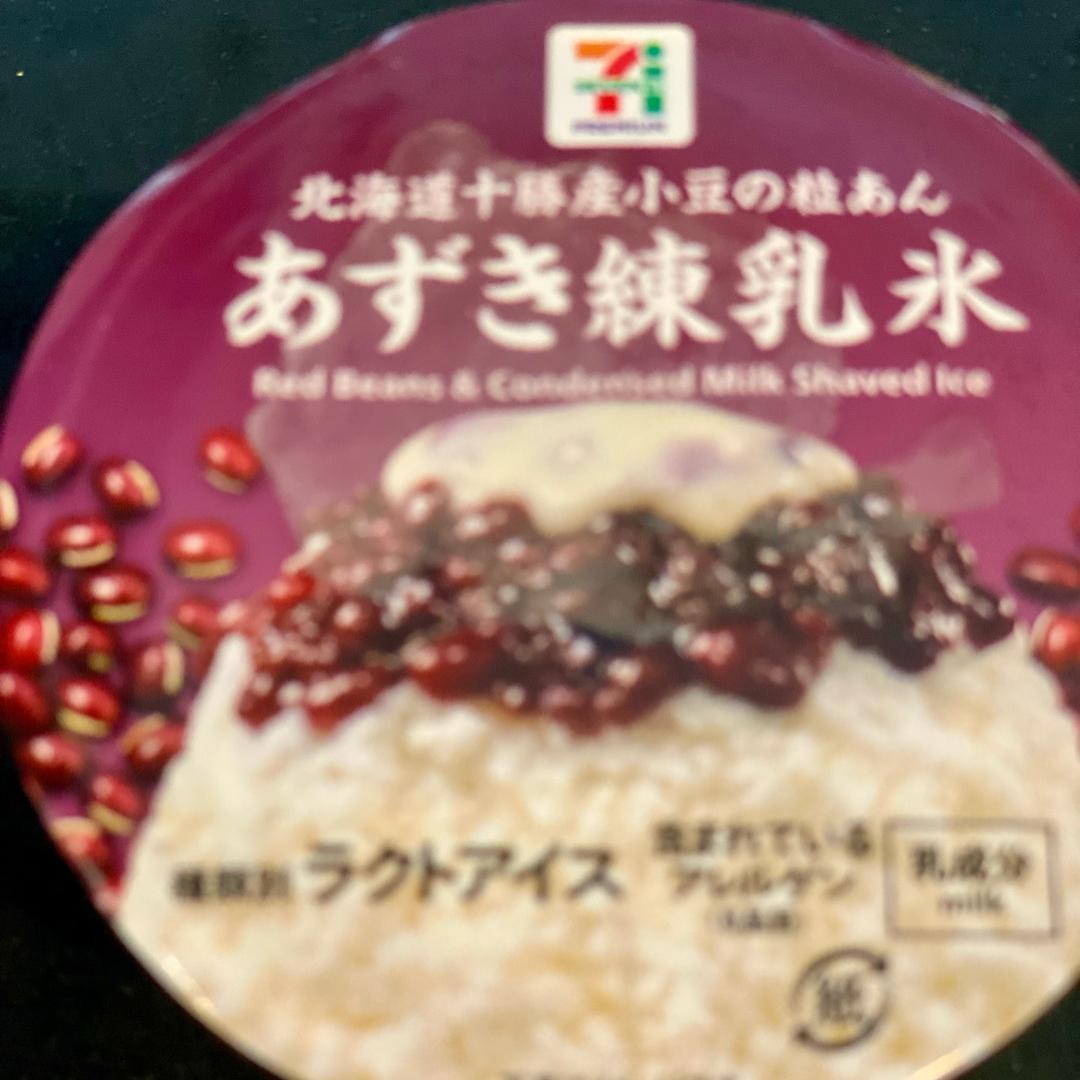 PREMIUM
北海道十勝産小豆の粒あん
あずき練乳氷
Red Beans & Condensed Milk Shaved Ice
種類別 ラクトアイス
含まれている
アレルゲン
乳成分
milk
紙